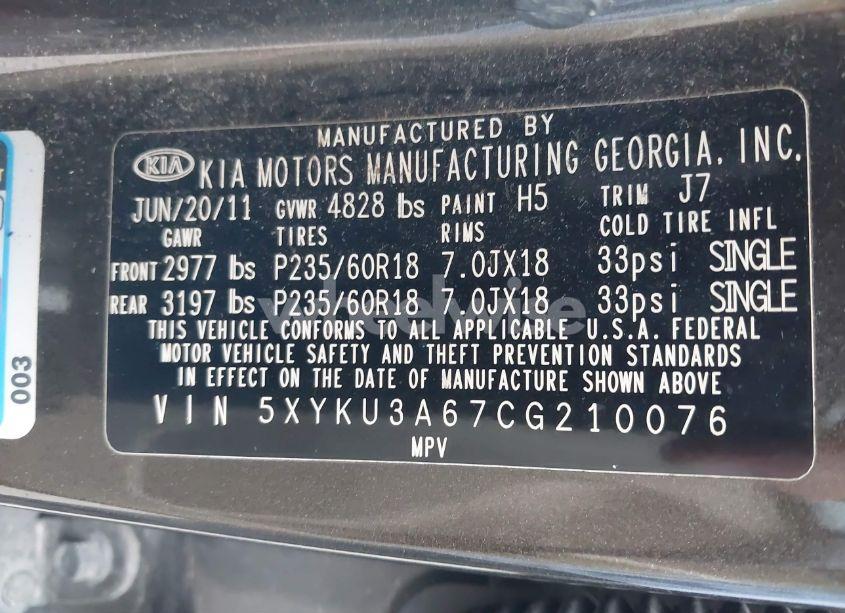 MANUFACTURED BY
KIA KIA MOTORS MANUFACTURING GEORGIA, INC.
JUN/20/11 GVWR 4828 lbs PAINT H5 TRIM J7
GAWR TIRES RIMS COLD TIRE INFL
FRONT 2977 lbs P235/60R18 7.0JX18 33psi SINGLE
REAR 3197 lbs P235/60R18 7.0JX18 33psi SINGLE
THIS VEHICLE CONFORMS TO ALL APPLICABLE U.S.A. FEDERAL
MOTOR VEHICLE SAFETY AND THEFT PREVENTION STANDARDS
IN EFFECT ON THE DATE OF MANUFACTURE SHOWN ABOVE
VIN 5XYKU3A67CG210076
MPV
003